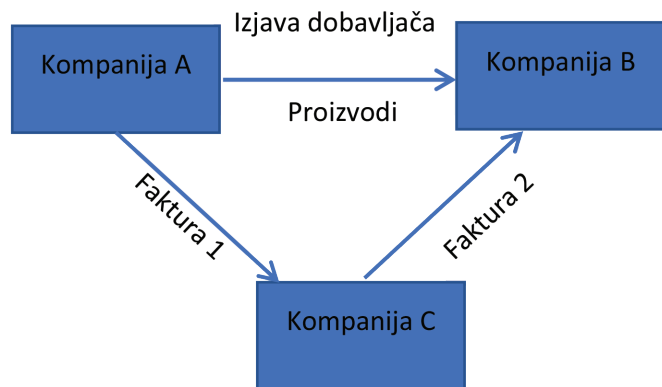 Izjava dobavljača
Kompanija A
Kompanija B
Proizvodi
Faktura 1
Faktura 2
Kompanija C